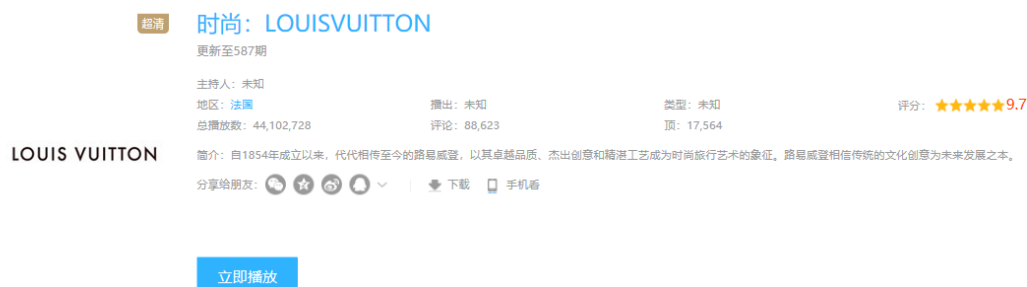 超清
时尚：LOUISVUITTON
更新至587期
主持人：未知
地区：法国 播出：未知 类型：未知 评分：9.7
总播放数：44,102,728 评论：88,623 顶：17,564
LOUIS VUITTON
简介：自1854年成立以来，代代相传至今的路易威登，以其卓越品质、杰出创意和精湛工艺成为时尚旅行艺术的象征。路易威登相信传统的文化创意为未来发展之本。
分享给朋友： 下载 手机看
立即播放